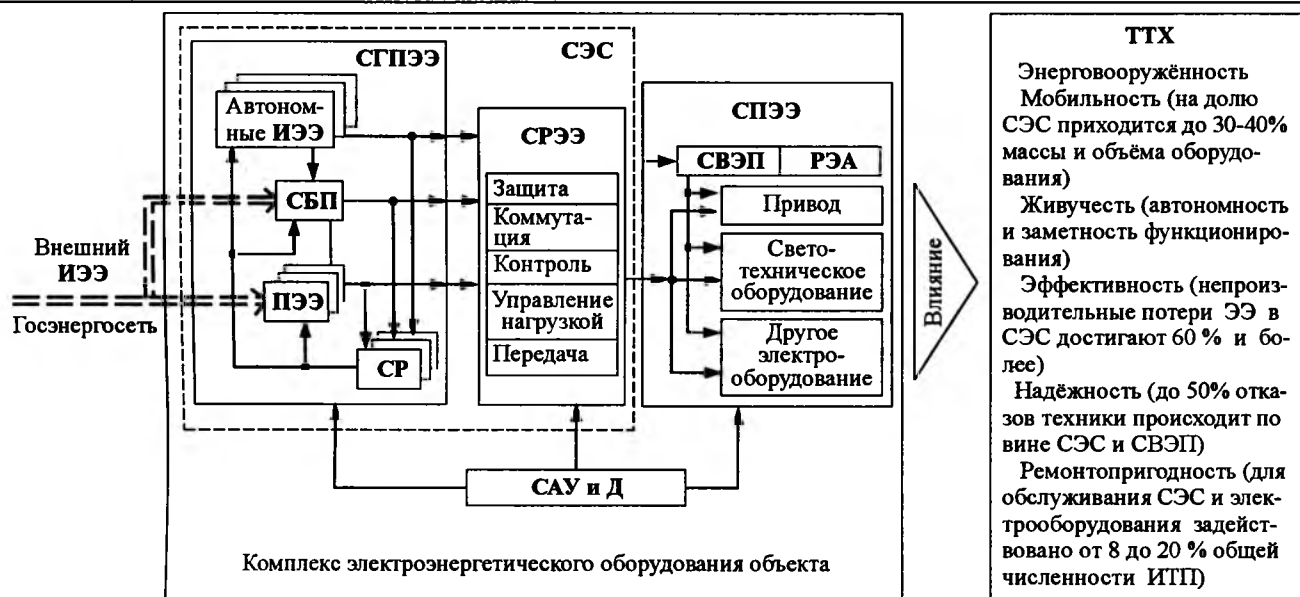 СГПЭЭ
СЭС
Автоном-
ные ИЭЭ
СБП
ПЭЭ
СР
Внешний
ИЭЭ
Госэнергосеть
СРЭЭ
Защита
Коммута-
ция
Контроль
Управление
нагрузкой
Передача
СПЭЭ
СВЭП
РЭА
Привод
Свето-
техническое
оборудование
Другое
электро-
оборудование
САУ и Д
Комплекс электроэнергетического оборудования объекта
Влияние
ТТХ
Энерговооружённость
Мобильность (на долю
СЭС приходится до 30-40%
массы и объёма оборудо-
вания)
Живучесть (автономность
и заметность функциониро-
вания)
Эффективность (непроиз-
водительные потери ЭЭ в
СЭС достигают 60 % и бо-
лее)
Надёжность (до 50% отка-
зов техники происходит по
вине СЭС и СВЭП)
Ремонтопригодность (для
обслуживания СЭС и элек-
трооборудования задейст-
вовано от 8 до 20 % общей
численности ИТП)